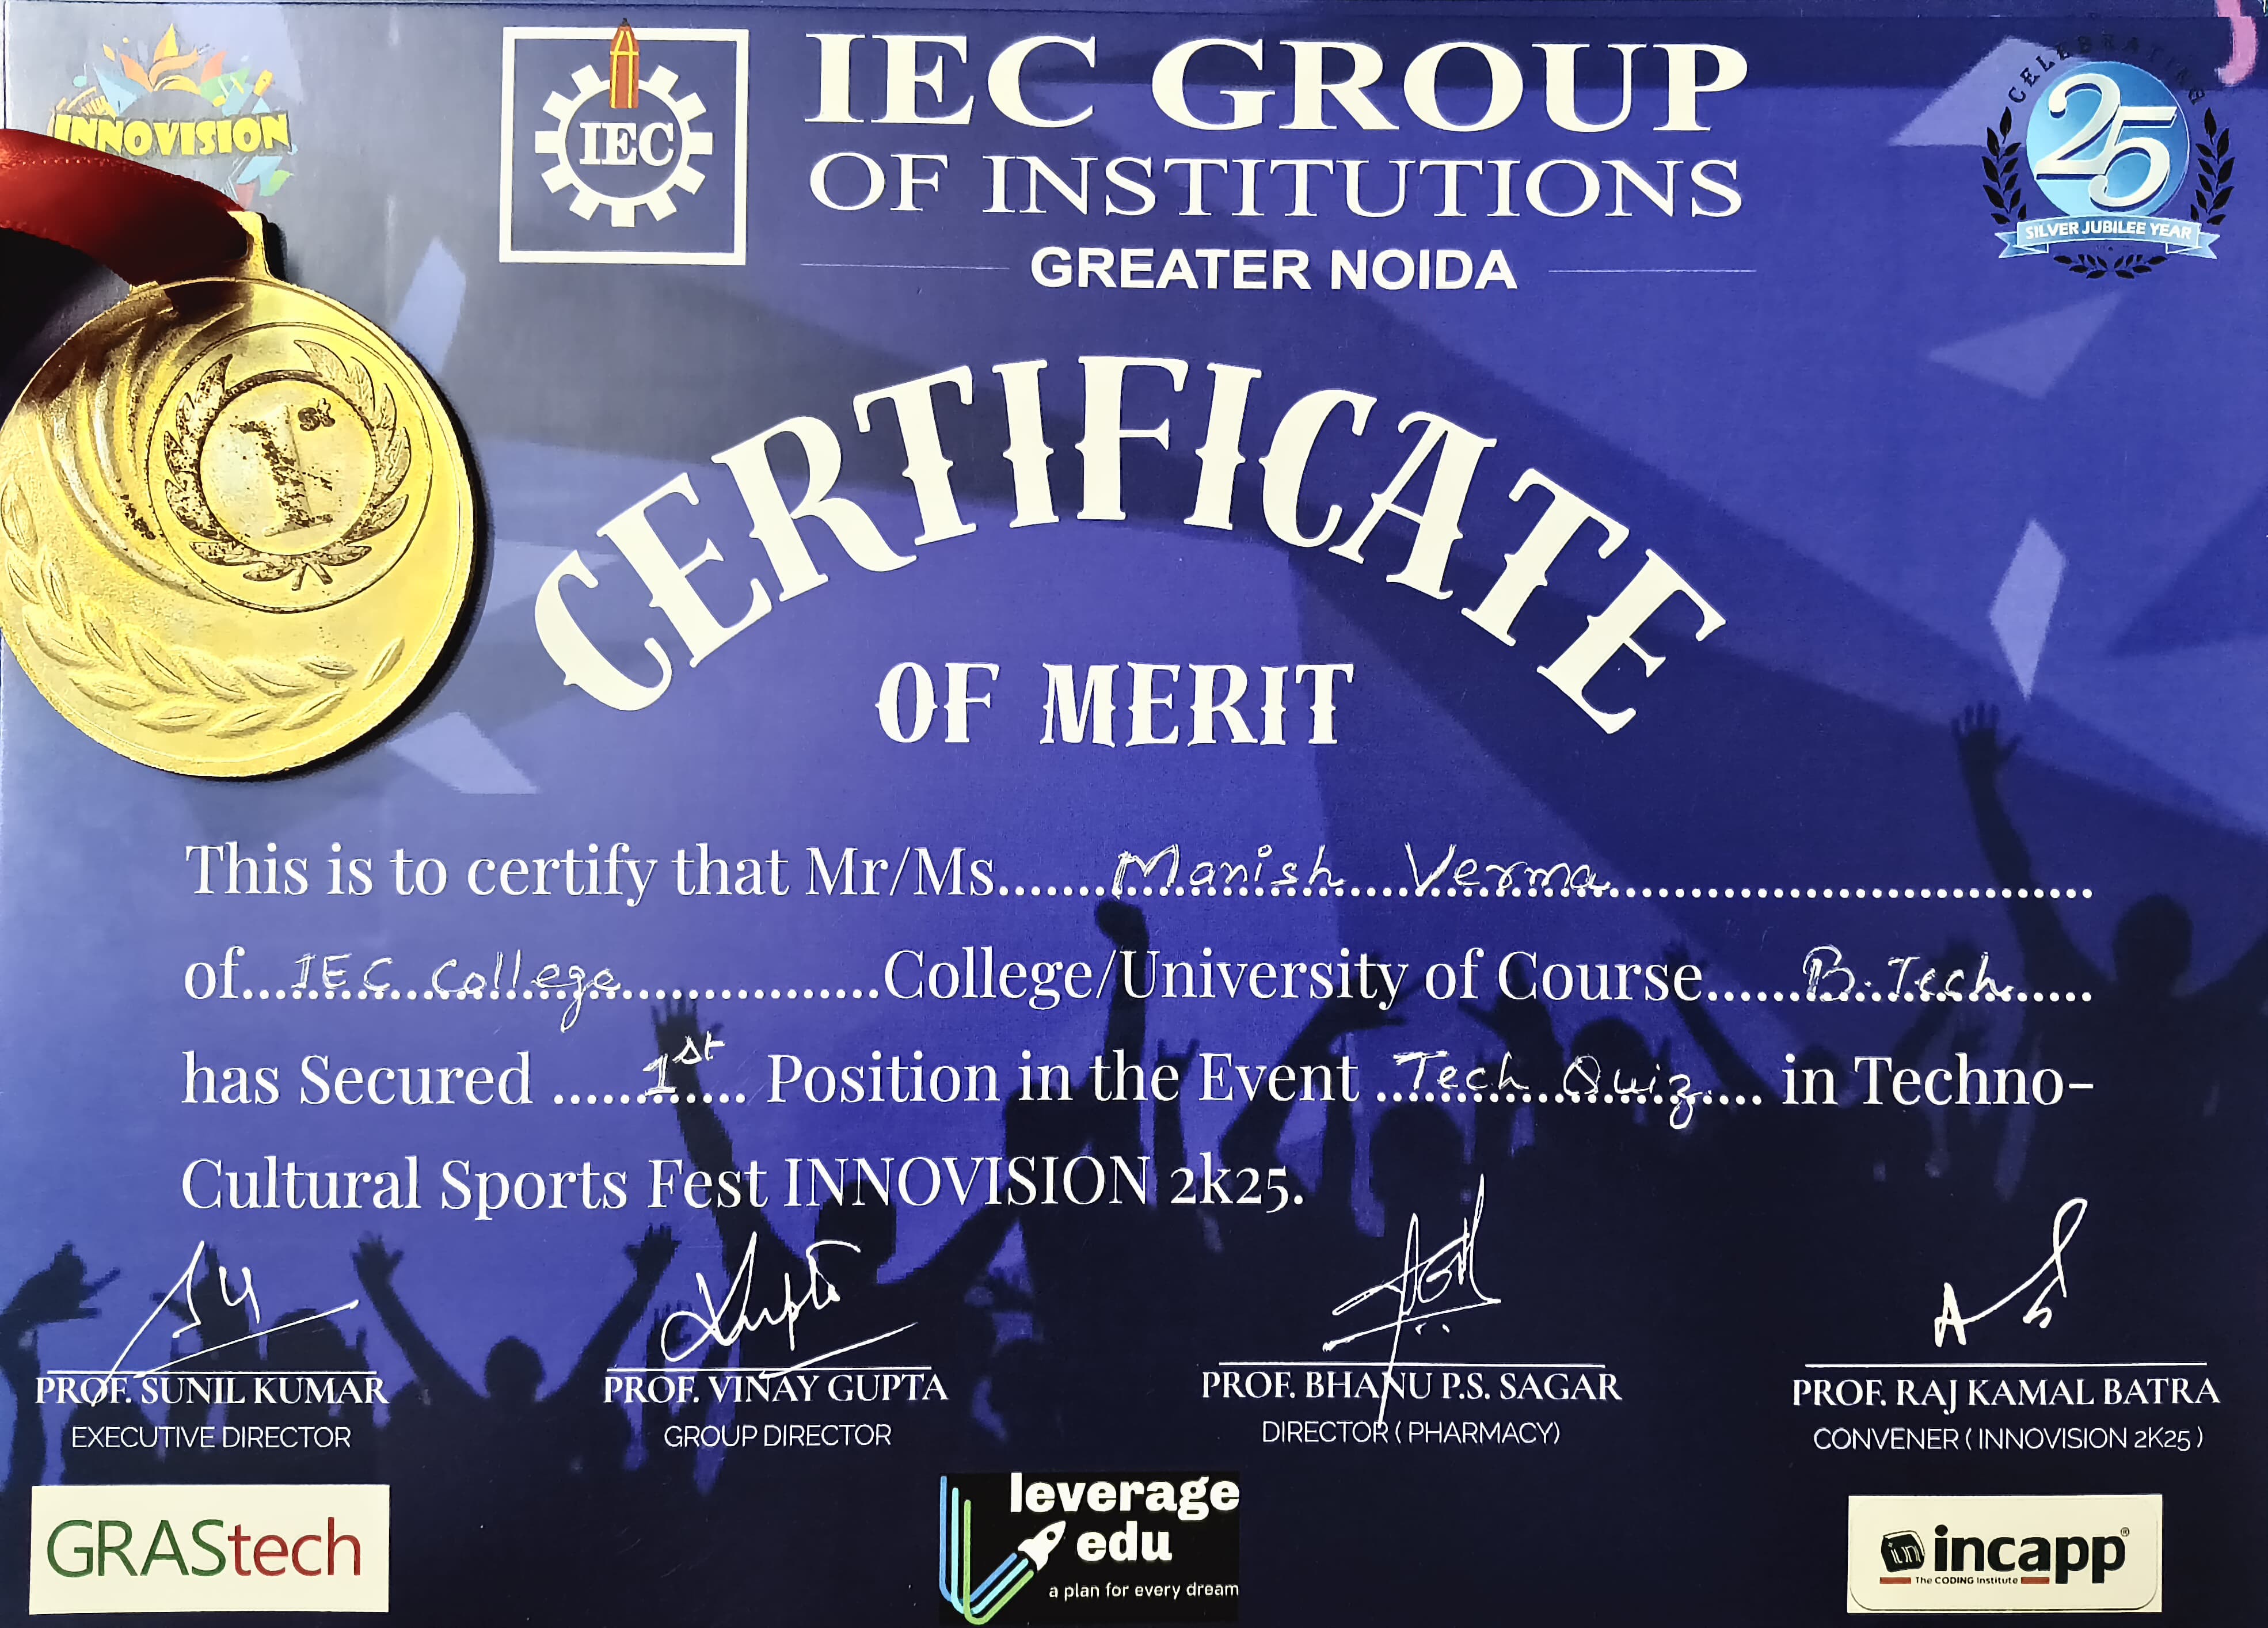 INNOVISION
IEC
IEC GROUP
OF INSTITUTIONS
GREATER NOIDA
CELEBRATING
25
SILVER JUBILEE YEAR
1st
CERTIFICATE
OF MERIT
This is to certify that Mr/Ms.......Manish Verma.......
of...IEC College.......College/University of Course......B.Tech.....
has Secured ......1st...... Position in the Event ..Tech Quiz.... in Techno-
Cultural Sports Fest INNOVISION 2k25.
PROF. SUNIL KUMAR
EXECUTIVE DIRECTOR
PROF. VINAY GUPTA
GROUP DIRECTOR
PROF. BHANU P.S. SAGAR
DIRECTOR ( PHARMACY)
PROF. RAJ KAMAL BATRA
CONVENER ( INNOVISION 2K25 )
GRAStech
leverage
edu
a plan for every dream
incapp®
The CODING Institute